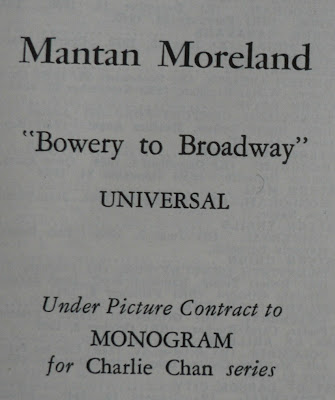 Mantan Moreland
"Bowery to Broadway"
UNIVERSAL
Under Picture Contract to
MONOGRAM
for Charlie Chan series